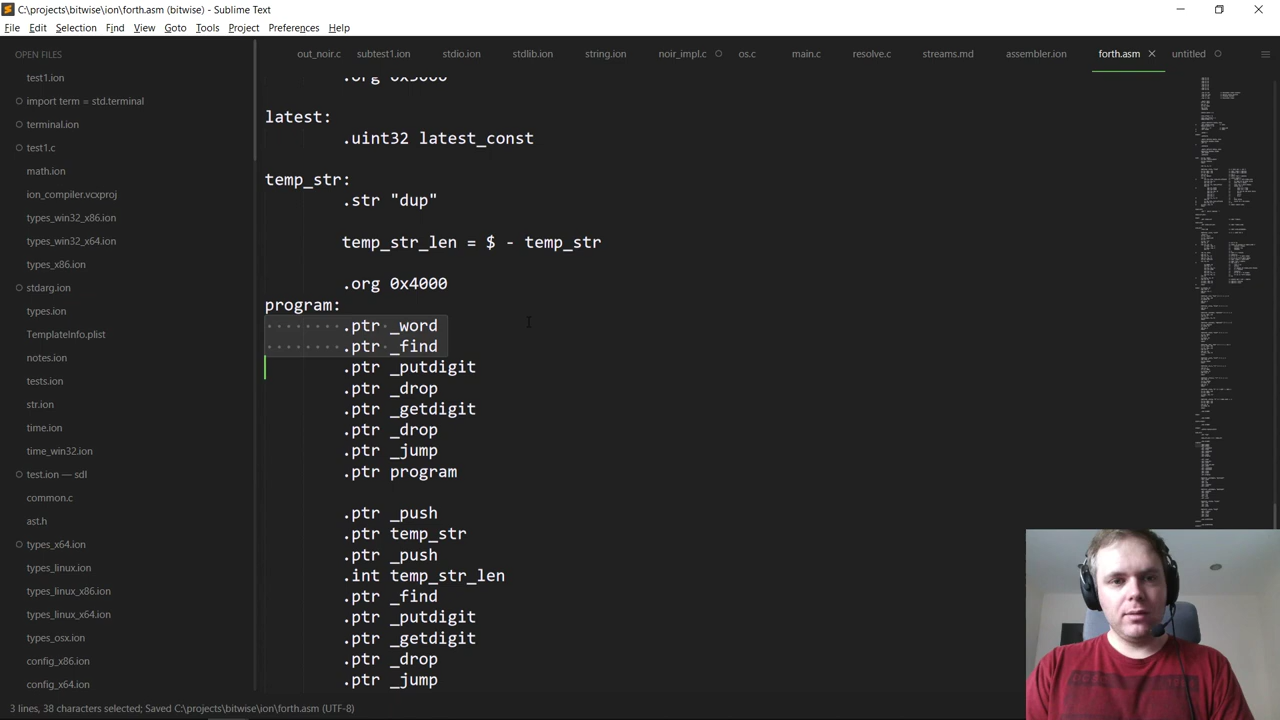 C:\projects\bitwise\ion\forth.asm (bitwise) - Sublime Text
File Edit Selection Find View Goto Tools Project Preferences Help
OPEN FILES
out_noir.c subtest1.ion stdio.ion stdlib.ion string.ion noir_impl.c os.c main.c resolve.c streams.md assembler.ion forth.asm untitled
test1.ion
import term = std.terminal
terminal.ion
test1.c
math.ion
ion_compiler.vcxproj
types_win32_x86.ion
types_win32_x64.ion
types_x86.ion
stdarg.ion
types.ion
TemplateInfo.plist
notes.ion
tests.ion
str.ion
time.ion
time_win32.ion
test.ion — sdl
common.c
ast.h
types_x64.ion
types_linux.ion
types_linux_x86.ion
types_linux_x64.ion
types_osx.ion
config_x86.ion
config_x64.ion
latest:
.uint32 latest_const
temp_str:
.str "dup"
temp_str_len = $ - temp_str
.org 0x6000
program:
.ptr _word
.ptr _find
.ptr _putdigit
.ptr _drop
.ptr _getdigit
.ptr _drop
.ptr _jump
.ptr program
.ptr _push
.ptr temp_str
.ptr _push
.int temp_str_len
.ptr _find
.ptr _putdigit
.ptr _getdigit
.ptr _drop
.ptr _jump
3 lines, 38 characters selected; Saved C:\projects\bitwise\ion\forth.asm (UTF-8)